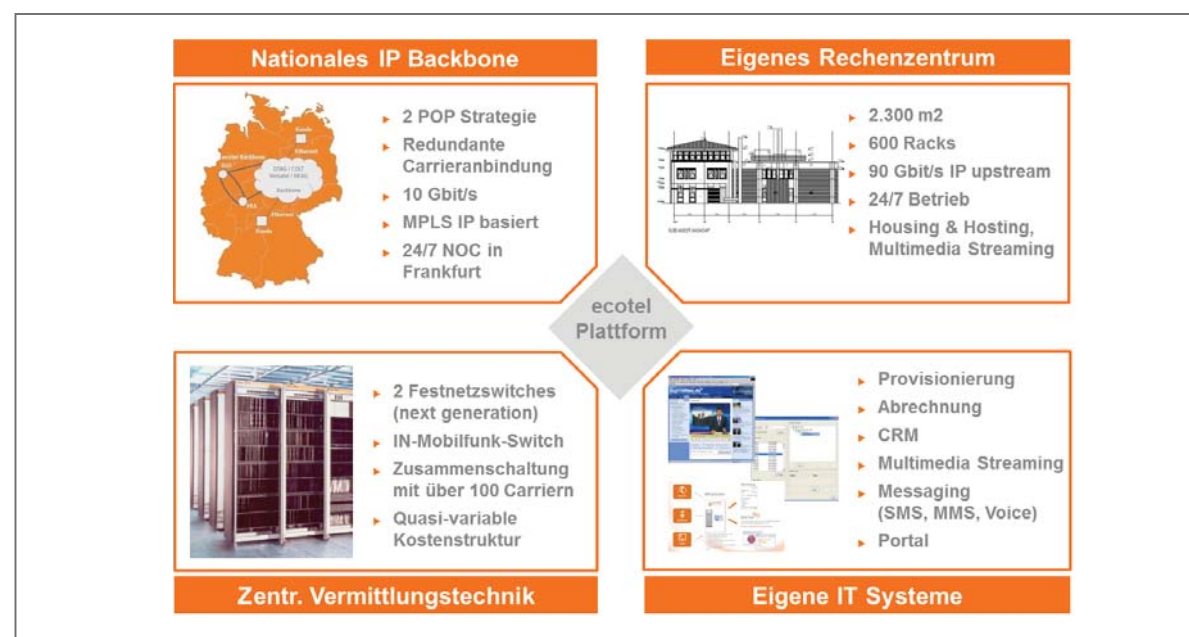 Nationales IP Backbone
2 POP Strategie
Redundante
Carrieranbindung
10 Gbit/s
MPLS IP basiert
24/7 NOC in
Frankfurt
Backbone
Eigenes Rechenzentrum
2.300 m2
600 Racks
90 Gbit/s IP upstream
24/7 Betrieb
Housing & Hosting,
Multimedia Streaming
ecotel
Plattform
2 Festnetzswitches
(next generation)
IN-Mobilfunk-Switch
Zusammenschaltung
mit über 100 Carriern
Quasi-variable
Kostenstruktur
Zentr. Vermittlungstechnik
Provisionierung
Abrechnung
CRM
Multimedia Streaming
Messaging
(SMS, MMS, Voice)
Portal
Eigene IT Systeme